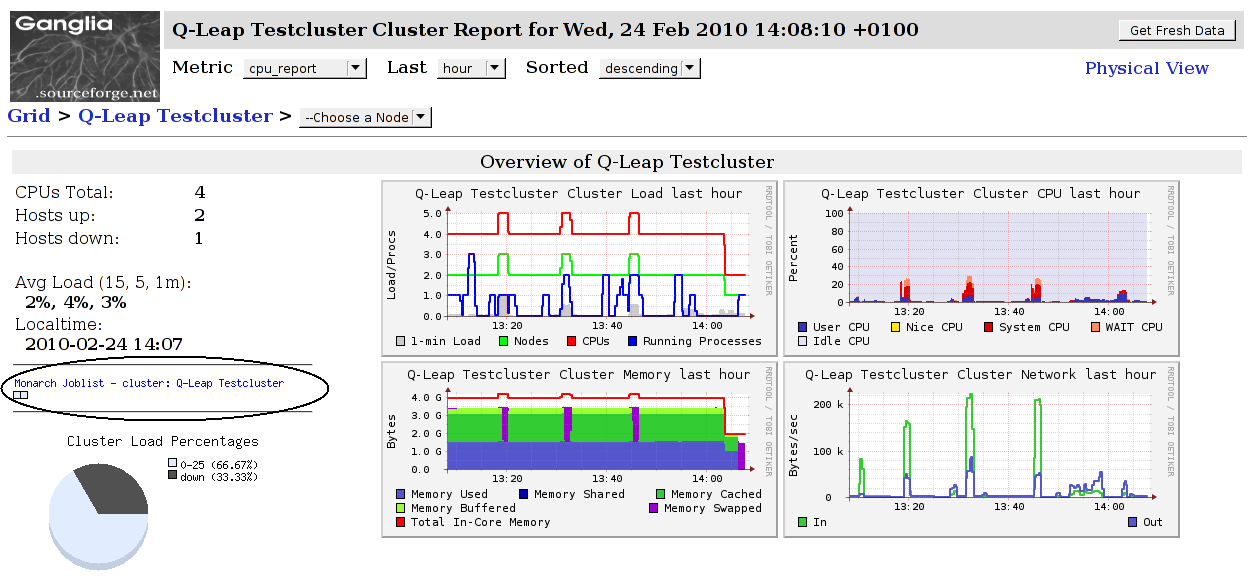 Ganglia
.sourceforge.net
Q-Leap Testcluster Cluster Report for Wed, 24 Feb 2010 14:08:10 +0100
Get Fresh Data
Metric cpu_report Last hour Sorted descending
Physical View
Grid > Q-Leap Testcluster > --Choose a Node
Overview of Q-Leap Testcluster
CPUs Total: 4
Hosts up: 2
Hosts down: 1
Avg Load (15, 5, 1m):
2%, 4%, 3%
Localtime:
2010-02-24 14:07
Monarch Joblist - cluster: Q-Leap Testcluster
Cluster Load Percentages
0-25 (66.67%)
down (33.33%)
Q-Leap Testcluster Cluster Load last hour
RRDTOOL / TOBI OETIKER
Load/Procs
5.0
4.0
3.0
2.0
1.0
0.0
13:20 13:40 14:00
1-min Load Nodes CPUs Running Processes
Q-Leap Testcluster Cluster CPU last hour
RRDTOOL / TOBI OETIKER
Percent
100
80
60
40
20
0
13:20 13:40 14:00
User CPU Nice CPU System CPU WAIT CPU
Idle CPU
Q-Leap Testcluster Cluster Memory last hour
RRDTOOL / TOBI OETIKER
Bytes
4.0 G
3.0 G
2.0 G
1.0 G
0.0
13:20 13:40 14:00
Memory Used Memory Shared Memory Cached
Memory Buffered Memory Swapped
Total In-Core Memory
Q-Leap Testcluster Cluster Network last hour
RRDTOOL / TOBI OETIKER
Bytes/sec
200 k
100 k
0
13:20 13:40 14:00
In Out